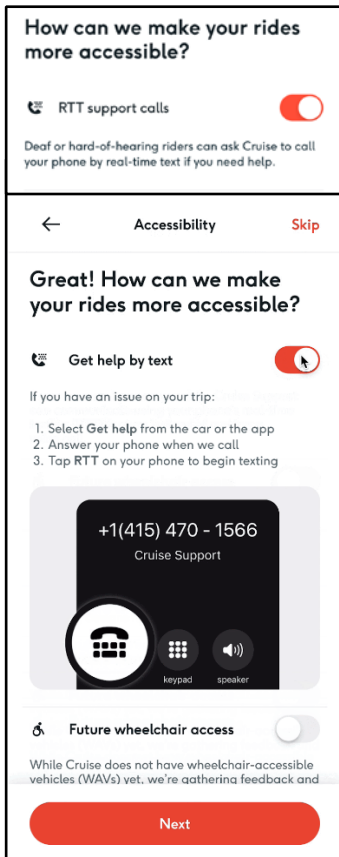 How can we make your rides
more accessible?
RTT support calls
Deaf or hard-of-hearing riders can ask Cruise to call
your phone by real-time text if you need help.
Accessibility
Skip
Great! How can we make
your rides more accessible?
Get help by text
If you have an issue on your trip:
1. Select Get help from the car or the app
2. Answer your phone when we call
3. Tap RTT on your phone to begin texting
+1(415) 470 - 1566
Cruise Support
keypad
speaker
Future wheelchair access
While Cruise does not have wheelchair-accessible
vehicles (WAVs) yet, we're gathering feedback and
Next